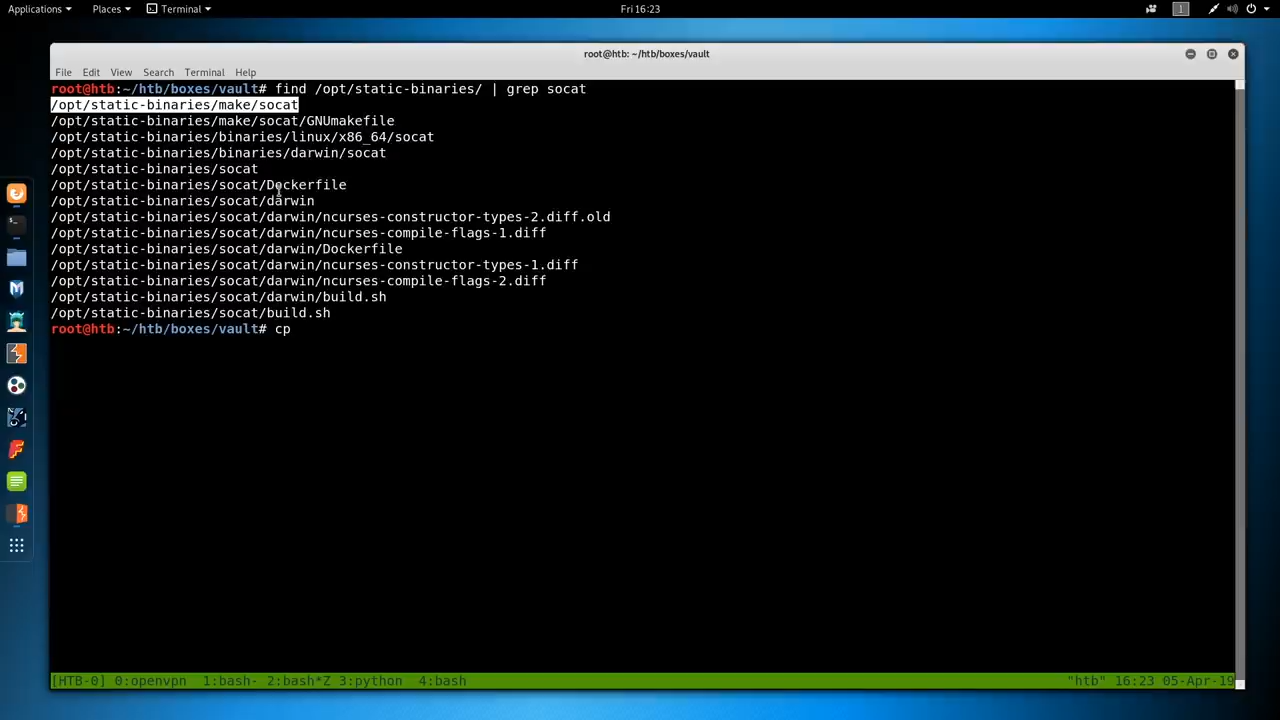 Applications Places Terminal Fri 16:23 1
root@htb: ~/htb/boxes/vault
File Edit View Search Terminal Help
root@htb:~/htb/boxes/vault# find /opt/static-binaries/ | grep socat
/opt/static-binaries/make/socat
/opt/static-binaries/make/socat/GNUmakefile
/opt/static-binaries/binaries/linux/x86_64/socat
/opt/static-binaries/binaries/darwin/socat
/opt/static-binaries/socat
/opt/static-binaries/socat/Dockerfile
/opt/static-binaries/socat/darwin
/opt/static-binaries/socat/darwin/ncurses-constructor-types-2.diff.old
/opt/static-binaries/socat/darwin/ncurses-compile-flags-1.diff
/opt/static-binaries/socat/darwin/Dockerfile
/opt/static-binaries/socat/darwin/ncurses-constructor-types-1.diff
/opt/static-binaries/socat/darwin/ncurses-compile-flags-2.diff
/opt/static-binaries/socat/darwin/build.sh
/opt/static-binaries/socat/build.sh
root@htb:~/htb/boxes/vault# cp
[HTB-0] 0:openvpn 1:bash- 2:bash*Z 3:python 4:bash "htb" 16:23 05-Apr-19